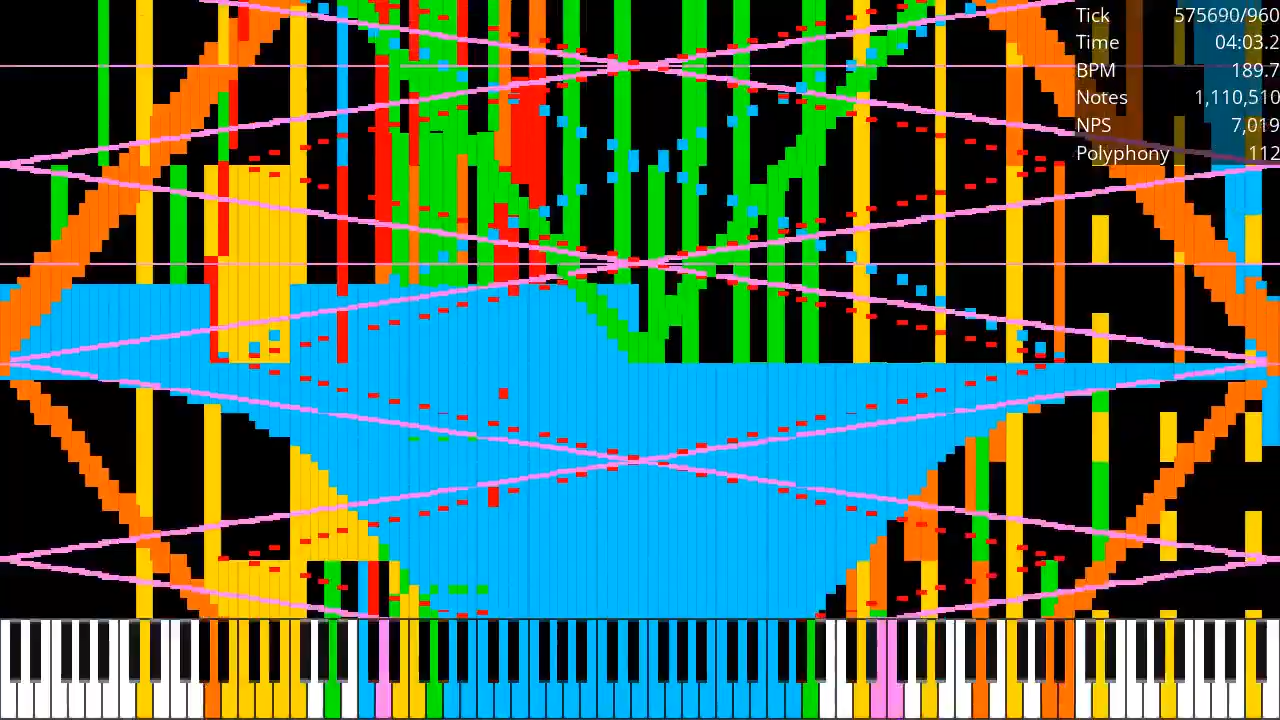 Tick 575690/960
Time 04:03.2
BPM 189.7
Notes 1,110,510
NPS 7,019
Polyphony 112